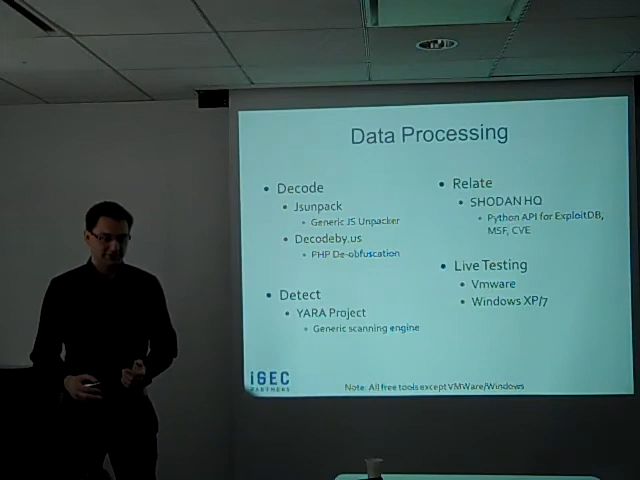 Data Processing
• Decode
• Jsunpack
• Generic JS Unpacker
• Decodeby.us
• PHP De-obfuscation
• Detect
• YARA Project
• Generic scanning engine
• Relate
• SHODAN HQ
• Python API for ExploitDB,
MSF, CVE
• Live Testing
• Vmware
• Windows XP/7
iSEC
PARTNERS
Note: All free tools except VMWare/Windows